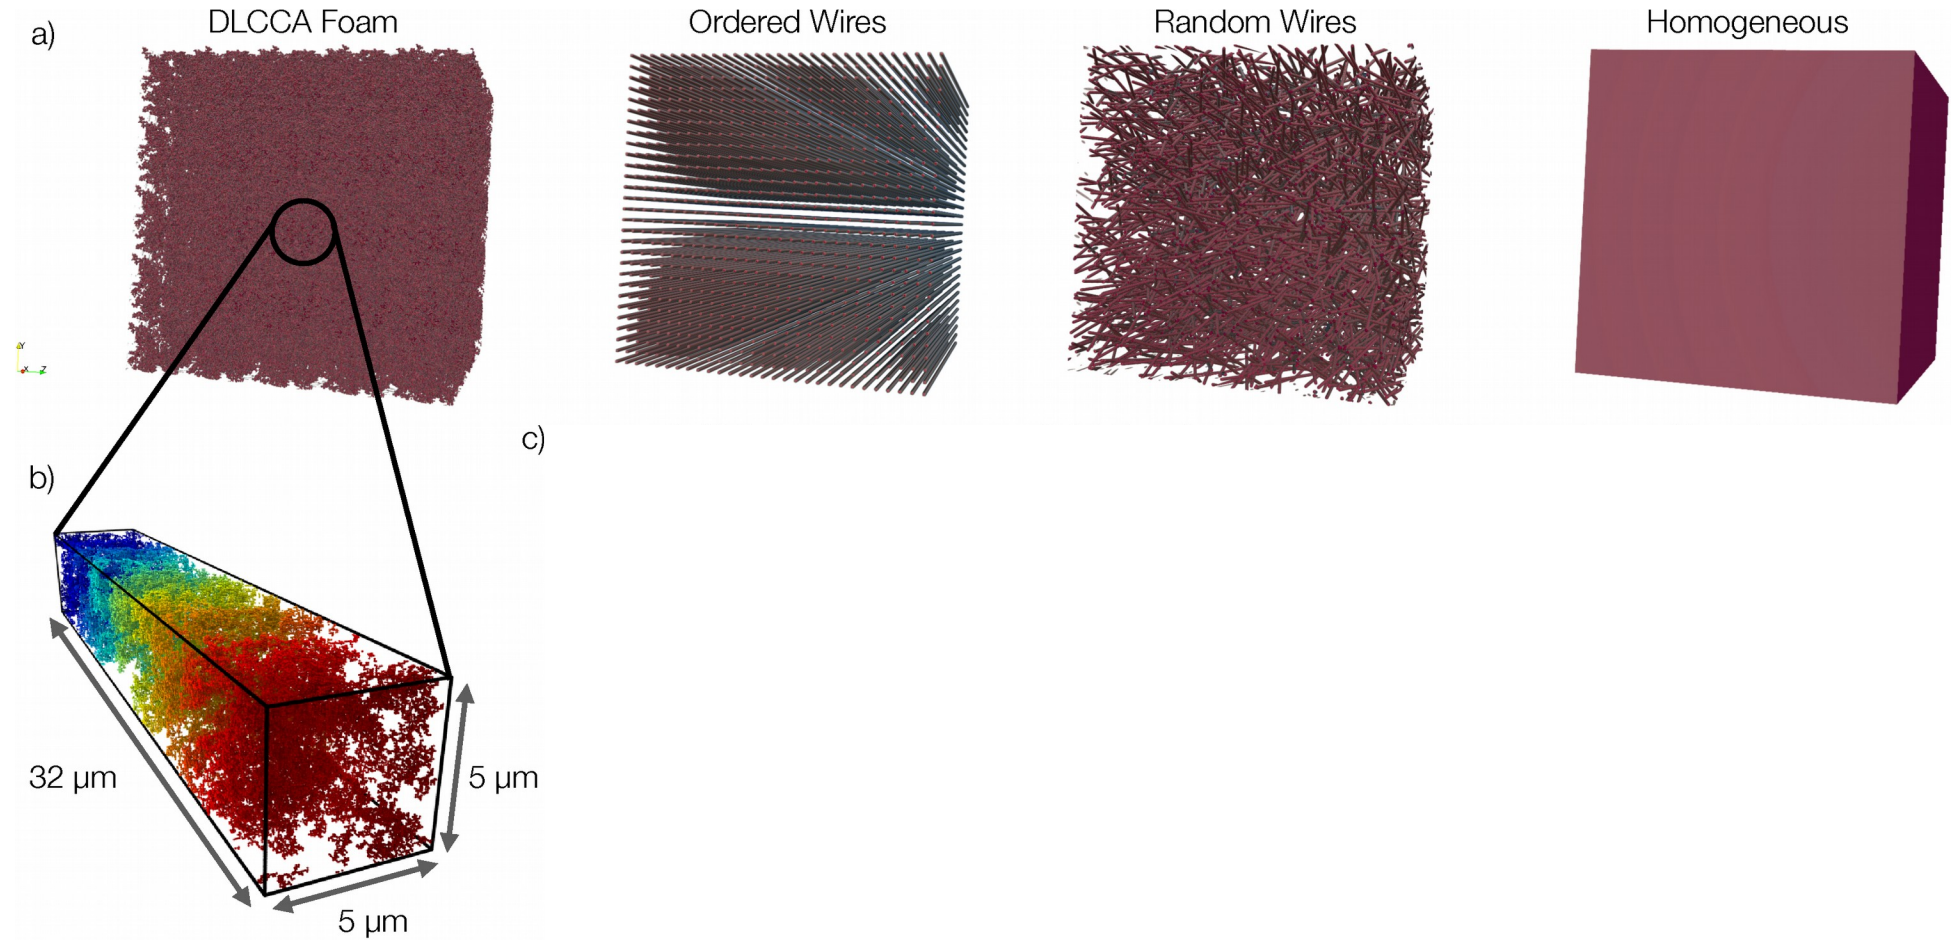 a)
DLCCA Foam
Ordered Wires
Random Wires
Homogeneous
Y
X
Z
c)
b)
32 µm
5 µm
5 µm